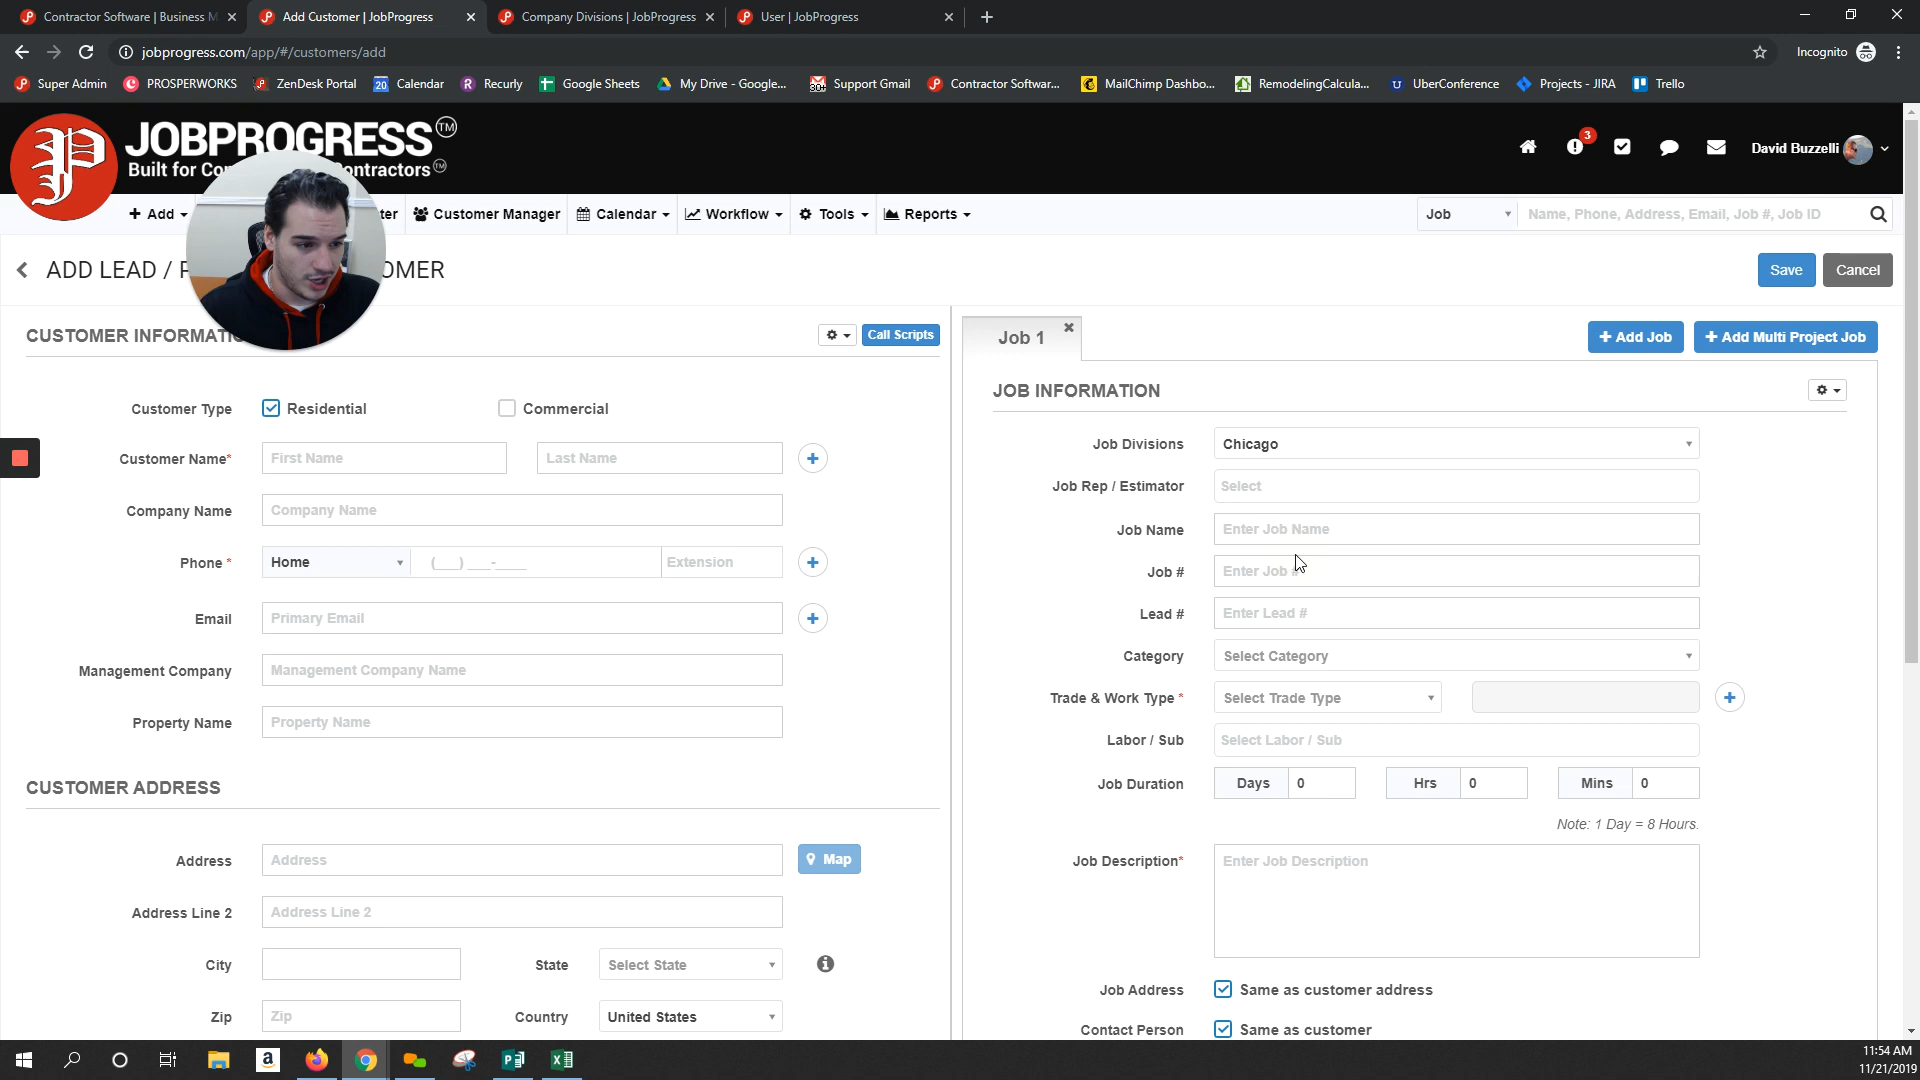 Contractor Software | Business M
Add Customer | JobProgress
Company Divisions | JobProgress
User | JobProgress
jobprogress.com/app/#/customers/add
Incognito
Super Admin
PROSPERWORKS
ZenDesk Portal
20
Calendar
Recurly
Google Sheets
My Drive - Google...
30+
Support Gmail
Contractor Softwar...
MailChimp Dashbo...
RemodelingCalcula...
UberConference
Projects - JIRA
Trello
JOBPROGRESS TM
Built for Co ntractors TM
3
David Buzzelli
+ Add
ter
Customer Manager
Calendar
Workflow
Tools
Reports
Job
Name, Phone, Address, Email, Job #, Job ID
ADD LEAD / P OMER
Save
Cancel
CUSTOMER INFORMATIO
Call Scripts
Customer Type
Residential
Commercial
Customer Name*
First Name
Last Name
Company Name
Company Name
Phone *
Home
(___) ___-____
Extension
Email
Primary Email
Management Company
Management Company Name
Property Name
Property Name
CUSTOMER ADDRESS
Address
Address
Map
Address Line 2
Address Line 2
City
State
Select State
Zip
Zip
Country
United States
Job 1
+ Add Job
+ Add Multi Project Job
JOB INFORMATION
Job Divisions
Chicago
Job Rep / Estimator
Select
Job Name
Enter Job Name
Job #
Enter Job #
Lead #
Enter Lead #
Category
Select Category
Trade & Work Type *
Select Trade Type
Labor / Sub
Select Labor / Sub
Job Duration
Days
0
Hrs
0
Mins
0
Note: 1 Day = 8 Hours.
Job Description*
Enter Job Description
Job Address
Same as customer address
Contact Person
Same as customer
11:54 AM
11/21/2019